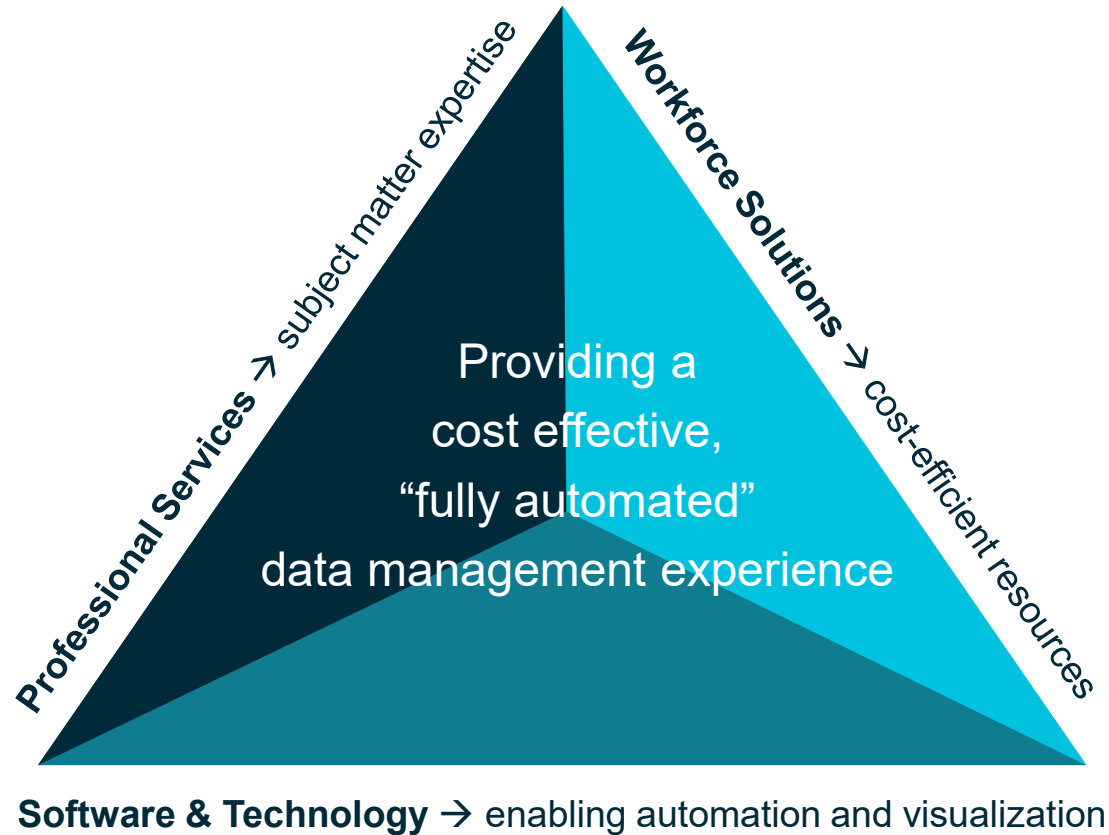 Professional Services → subject matter expertise
Workforce Solutions → cost-efficient resources
Providing a
cost effective,
“fully automated”
data management experience
Software & Technology → enabling automation and visualization